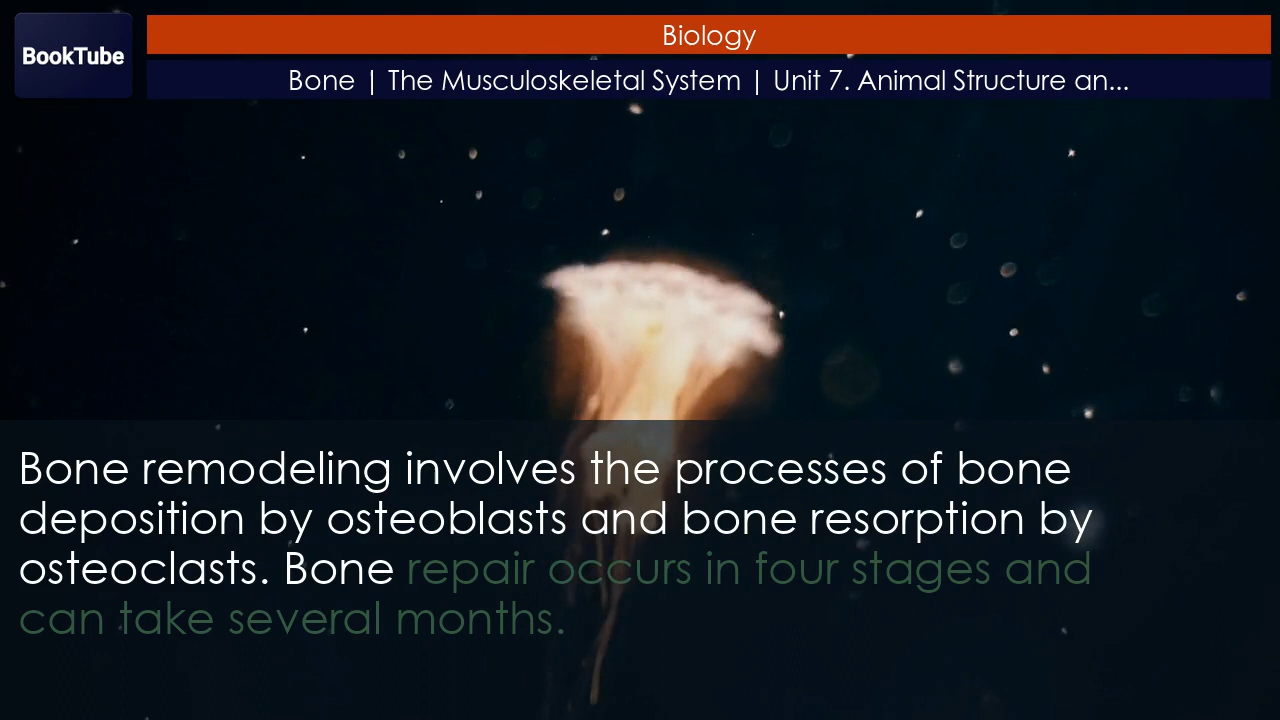 BookTube
Biology
Bone | The Musculoskeletal System | Unit 7. Animal Structure an...
Bone remodeling involves the processes of bone
deposition by osteoblasts and bone resorption by
osteoclasts. Bone repair occurs in four stages and
can take several months.